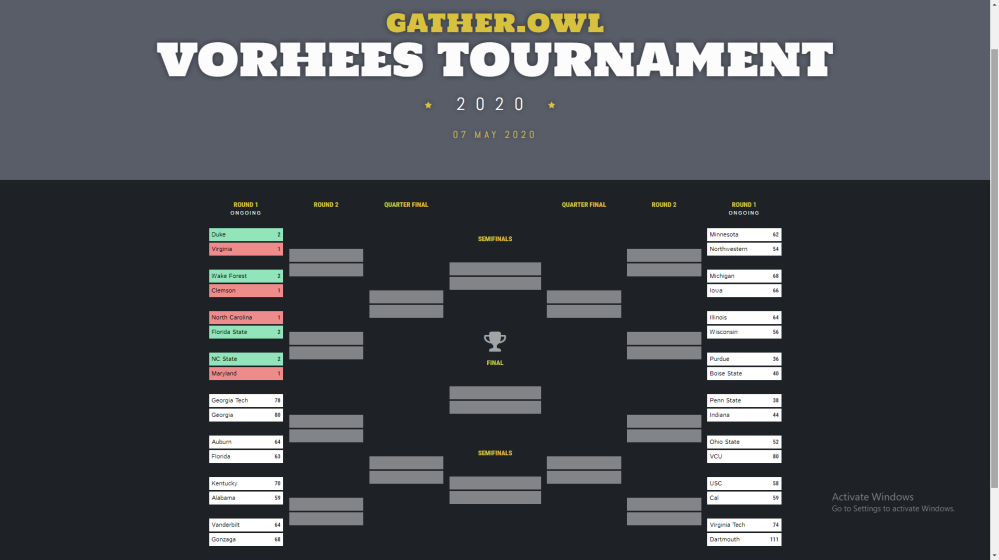 GATHER.OWL
VORHEES TOURNAMENT
★ 2020 ★
07 MAY 2020
ROUND 1
ONGOING
ROUND 2
QUARTER FINAL
QUARTER FINAL
ROUND 2
ROUND 1
ONGOING
Duke 2
Virginia 1
Wake Forest 2
Clemson 1
North Carolina 1
Florida State 2
NC State 2
Maryland 1
Georgia Tech 78
Georgia 80
Auburn 64
Florida 63
Kentucky 70
Alabama 59
Vanderbilt 64
Gonzaga 68
SEMIFINALS
FINAL
SEMIFINALS
Minnesota 62
Northwestern 54
Michigan 68
Iowa 66
Illinois 64
Wisconsin 56
Purdue 36
Boise State 40
Penn State 38
Indiana 44
Ohio State 52
VCU 80
USC 58
Cal 59
Virginia Tech 74
Dartmouth 111
Activate Windows
Go to Settings to activate Windows.